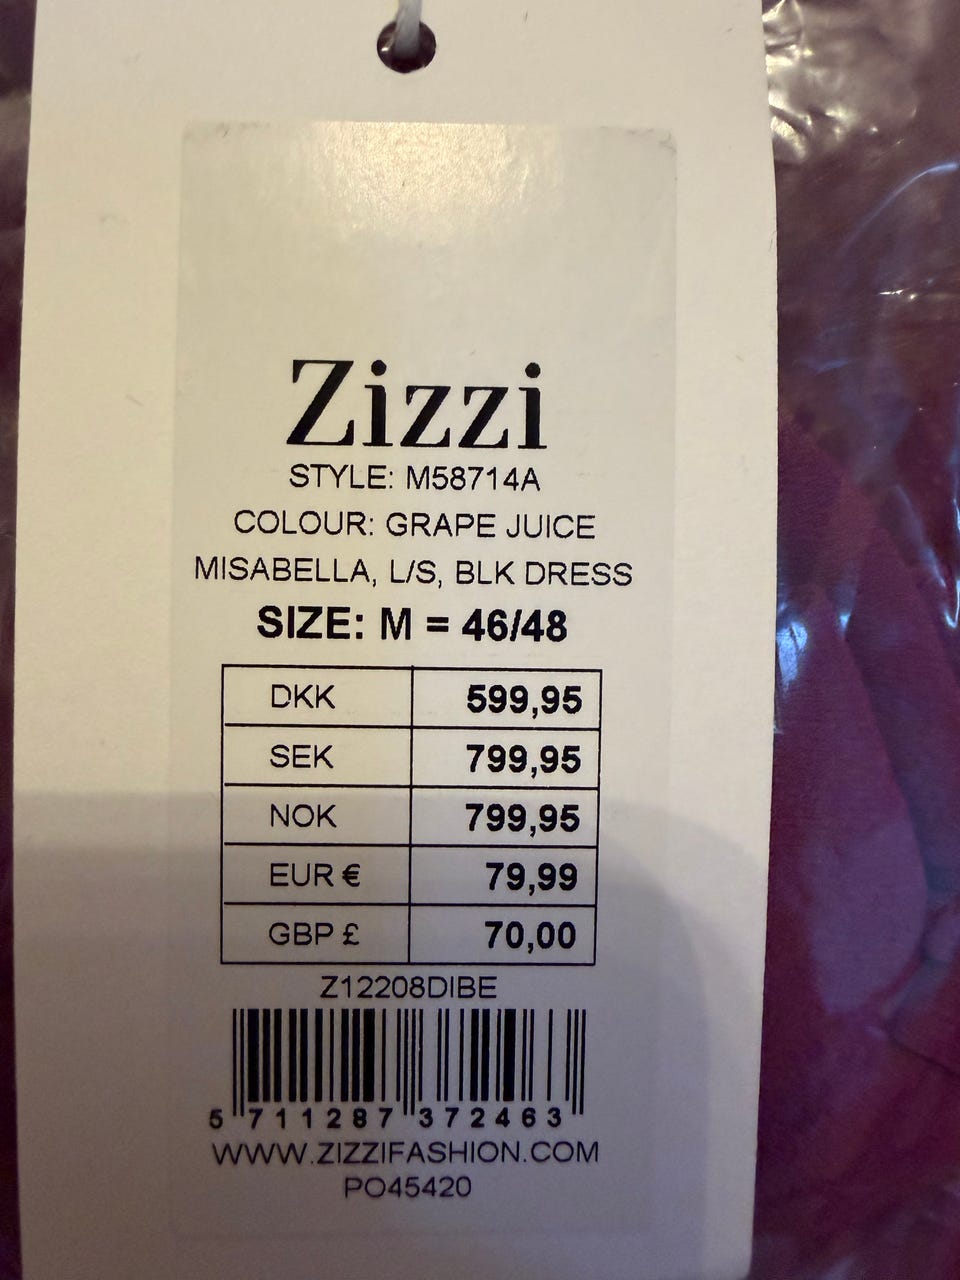 Zizzi
STYLE: M58714A
COLOUR: GRAPE JUICE
MISABELLA, L/S, BLK DRESS
SIZE: M = 46/48
DKK 599,95
SEK 799,95
NOK 799,95
EUR € 79,99
GBP £ 70,00
Z12208DIBE
5 711287 372463
WWW.ZIZZIFASHION.COM
PO45420